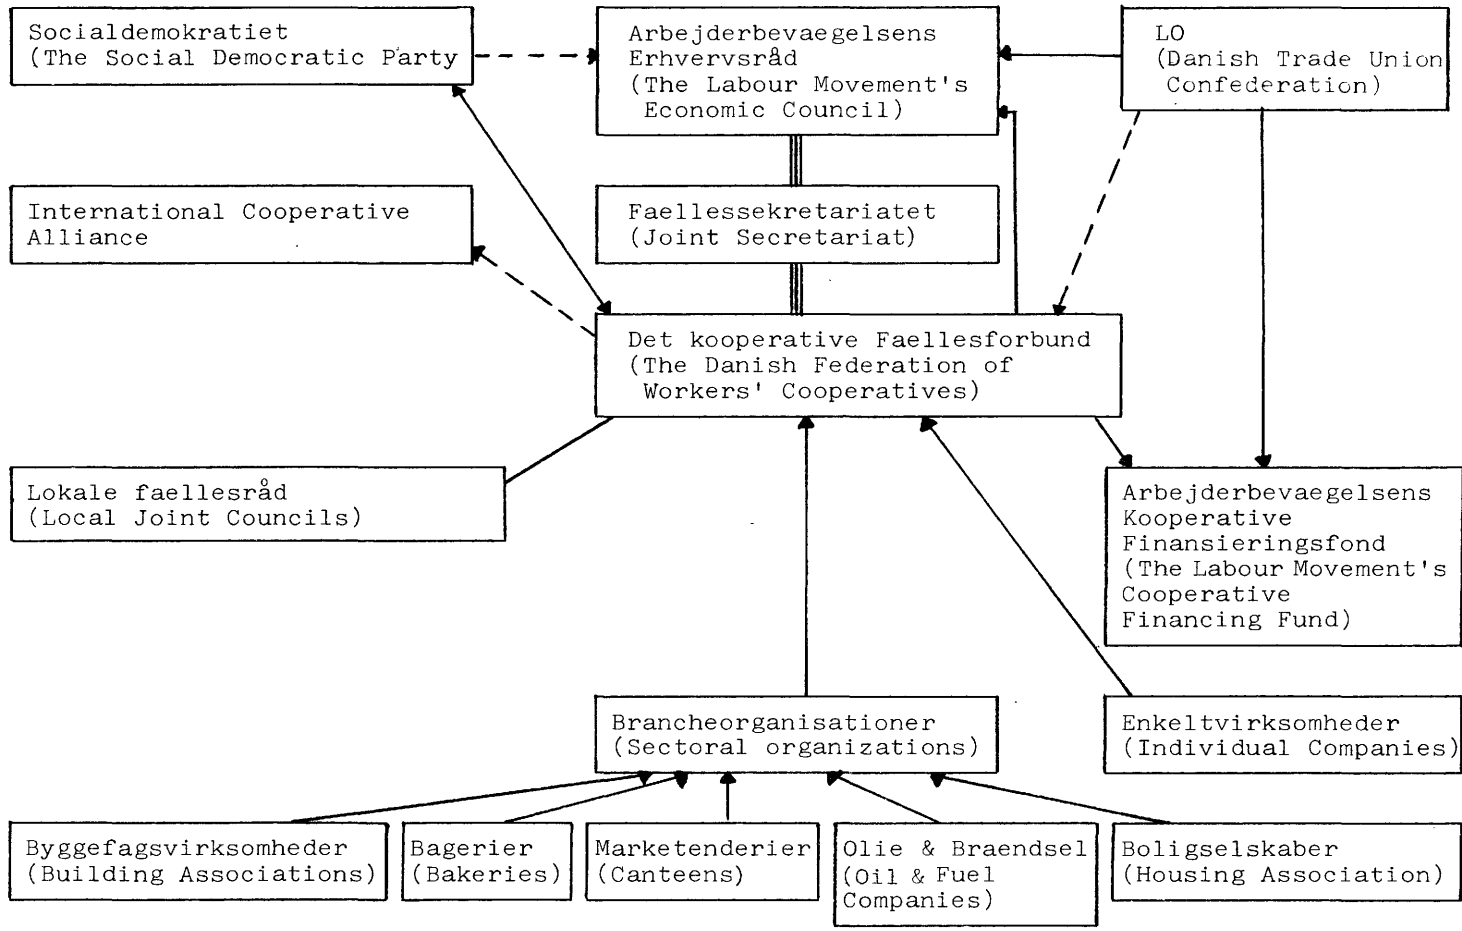 Socialdemokratiet
(The Social Democratic Party
Arbejderbevaegelsens
Erhvervsråd
(The Labour Movement's
Economic Council)
LO
(Danish Trade Union
Confederation)
International Cooperative
Alliance
Faellessekretariatet
(Joint Secretariat)
Det kooperative Faellesforbund
(The Danish Federation of
Workers' Cooperatives)
Lokale faellesråd
(Local Joint Councils)
Arbejderbevaegelsens
Kooperative
Finansieringsfond
(The Labour Movement's
Cooperative
Financing Fund)
Brancheorganisationer
(Sectoral organizations)
Enkeltvirksomheder
(Individual Companies)
Byggefagsvirksomheder
(Building Associations)
Bagerier
(Bakeries)
Marketenderier
(Canteens)
Olie & Braendsel
(Oil & Fuel
Companies)
Boligselskaber
(Housing Association)